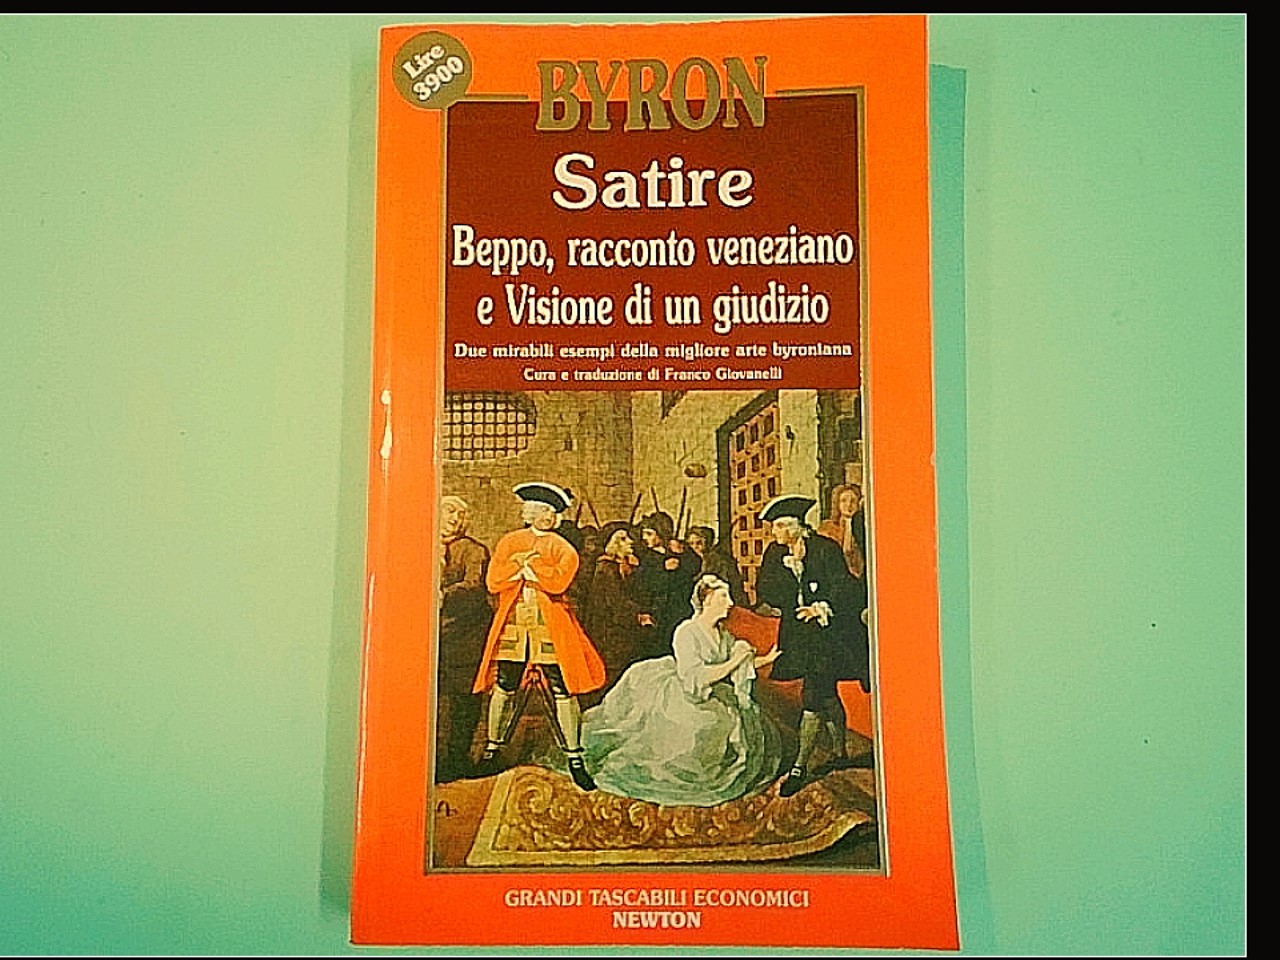 Lire
3900
BYRON
Satire
Beppo, racconto veneziano
e Visione di un giudizio
Due mirabili esempi della migliore arte byroniana
Cura e traduzione di Franco Giovanelli
GRANDI TASCABILI ECONOMICI
NEWTON